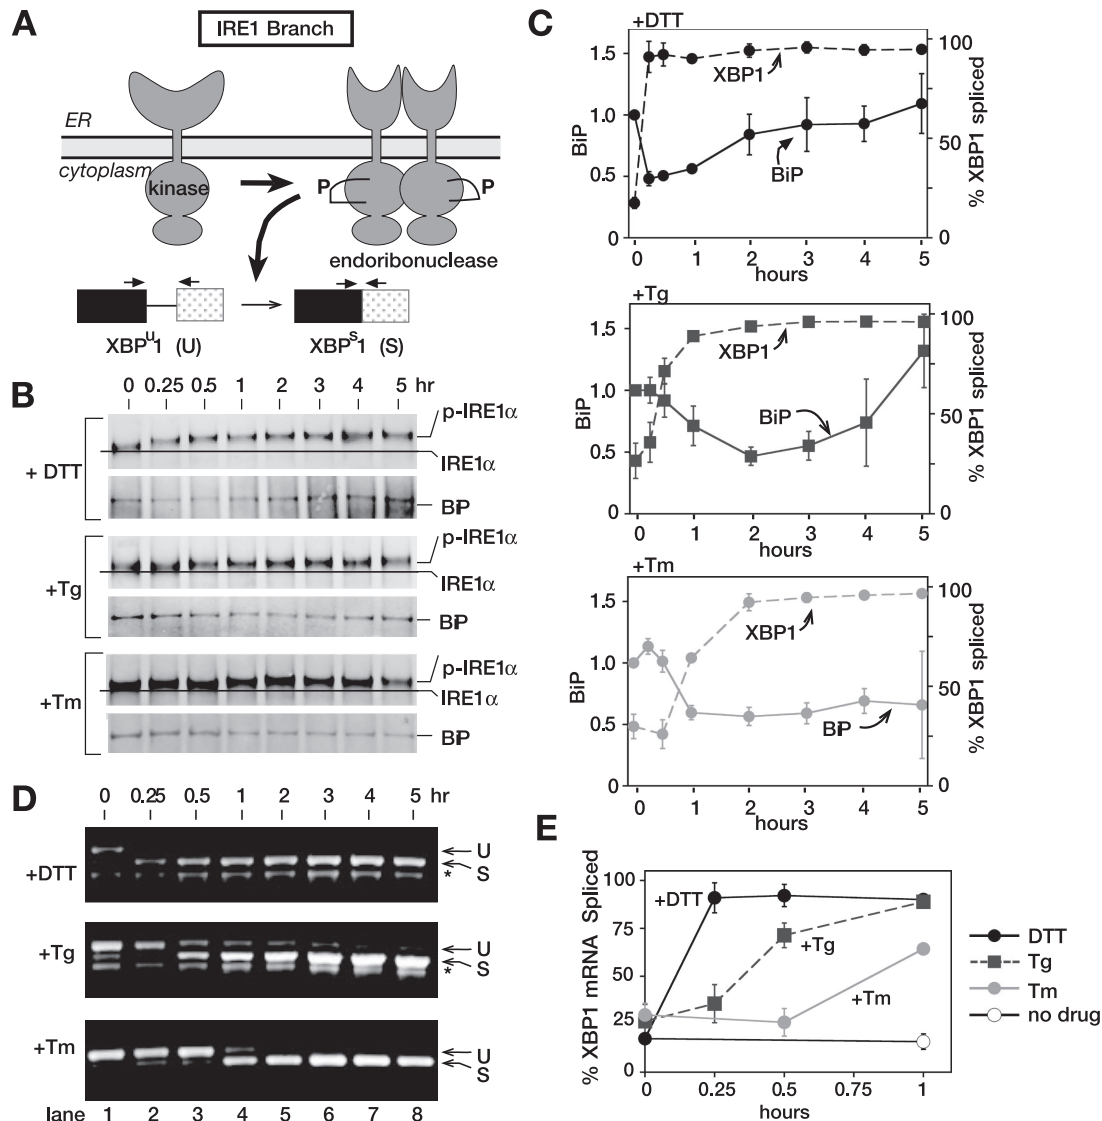 A
IRE1 Branch
ER
cytoplasm
kinase
P
P
endoribonuclease
XBPᵘ1 (U)
XBPˢ1 (S)
B
0 0.25 0.5 1 2 3 4 5 hr
+ DTT
p-IRE1α
IRE1α
BiP
+Tg
p-IRE1α
IRE1α
BiP
+Tm
p-IRE1α
IRE1α
BiP
C
+DTT
BiP
% XBP1 spliced
1.5
1.0
0.5
0
100
50
0
XBP1
BiP
0 1 2 3 4 5
hours
+Tg
BiP
% XBP1 spliced
1.5
1.0
0.5
0
100
50
0
XBP1
BiP
0 1 2 3 4 5
hours
+Tm
BiP
% XBP1 spliced
1.5
1.0
0.5
0
100
50
0
XBP1
BiP
0 1 2 3 4 5
hours
D
0 0.25 0.5 1 2 3 4 5 hr
+DTT
U
S
*
+Tg
U
S
*
+Tm
U
S
lane 1 2 3 4 5 6 7 8
E
% XBP1 mRNA Spliced
100
75
50
25
0
+DTT
+Tg
+Tm
0 0.25 0.5 0.75 1
hours
DTT
Tg
Tm
no drug